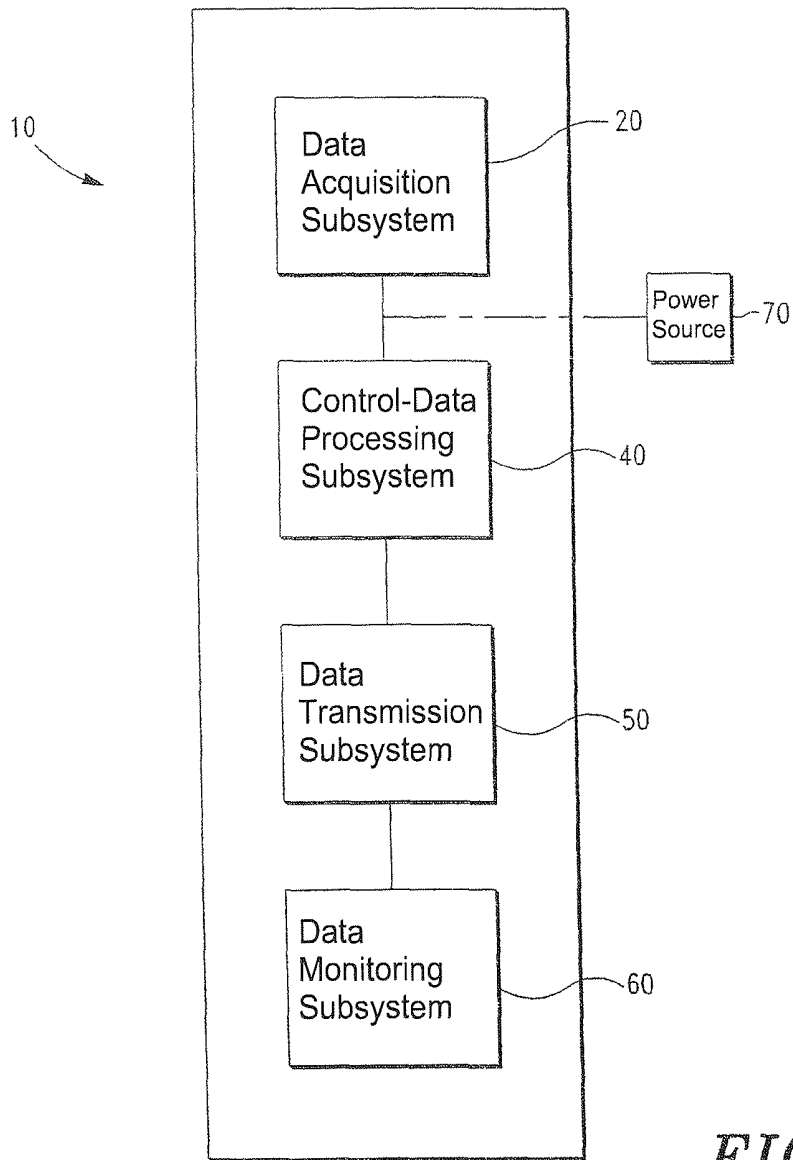 10
Data
Acquisition
Subsystem
20
Power
Source
70
Control-Data
Processing
Subsystem
40
Data
Transmission
Subsystem
50
Data
Monitoring
Subsystem
60